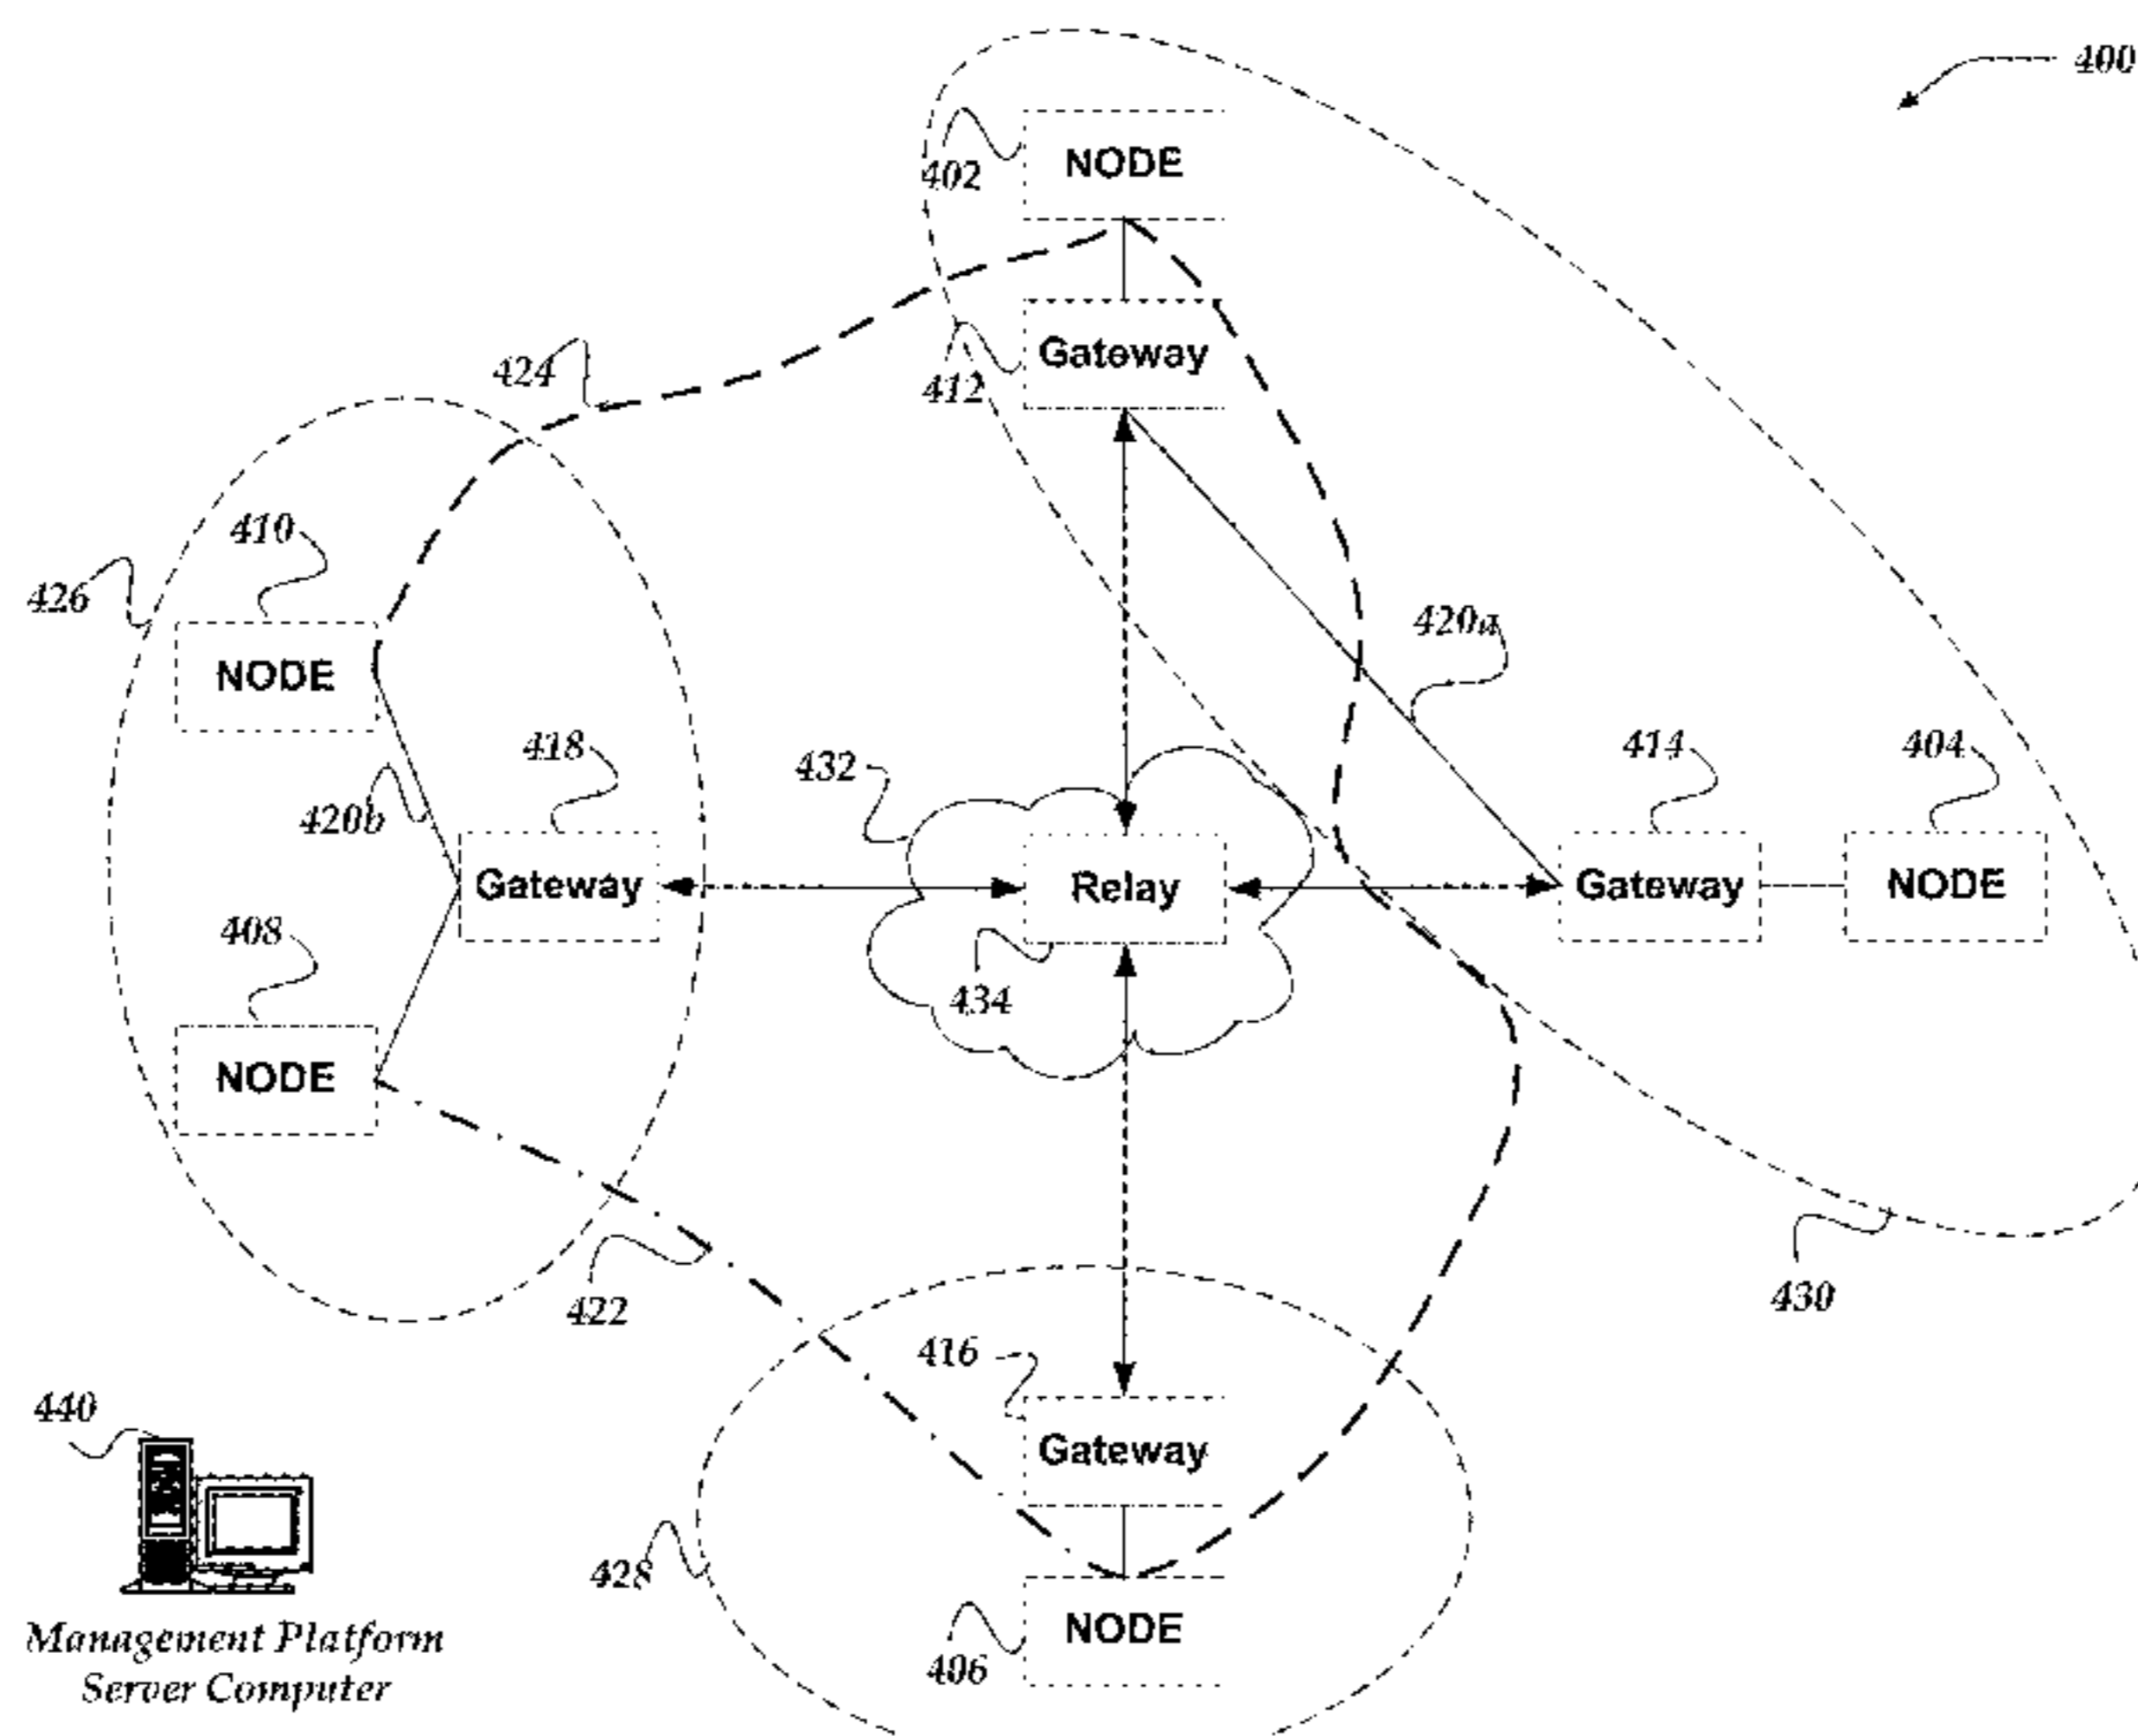 400
NODE
402
Gateway
412
424
410
426
NODE
420a
418
432
414
404
420b
Gateway
Relay
Gateway
NODE
408
434
NODE
422
430
416
440
Gateway
428
NODE
406
Management Platform
Server Computer